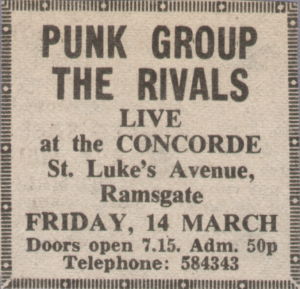 PUNK GROUP
THE RIVALS
LIVE
at the CONCORDE
St. Luke's Avenue,
Ramsgate
FRIDAY, 14 MARCH
Doors open 7.15. Adm. 50p
Telephone: 584343